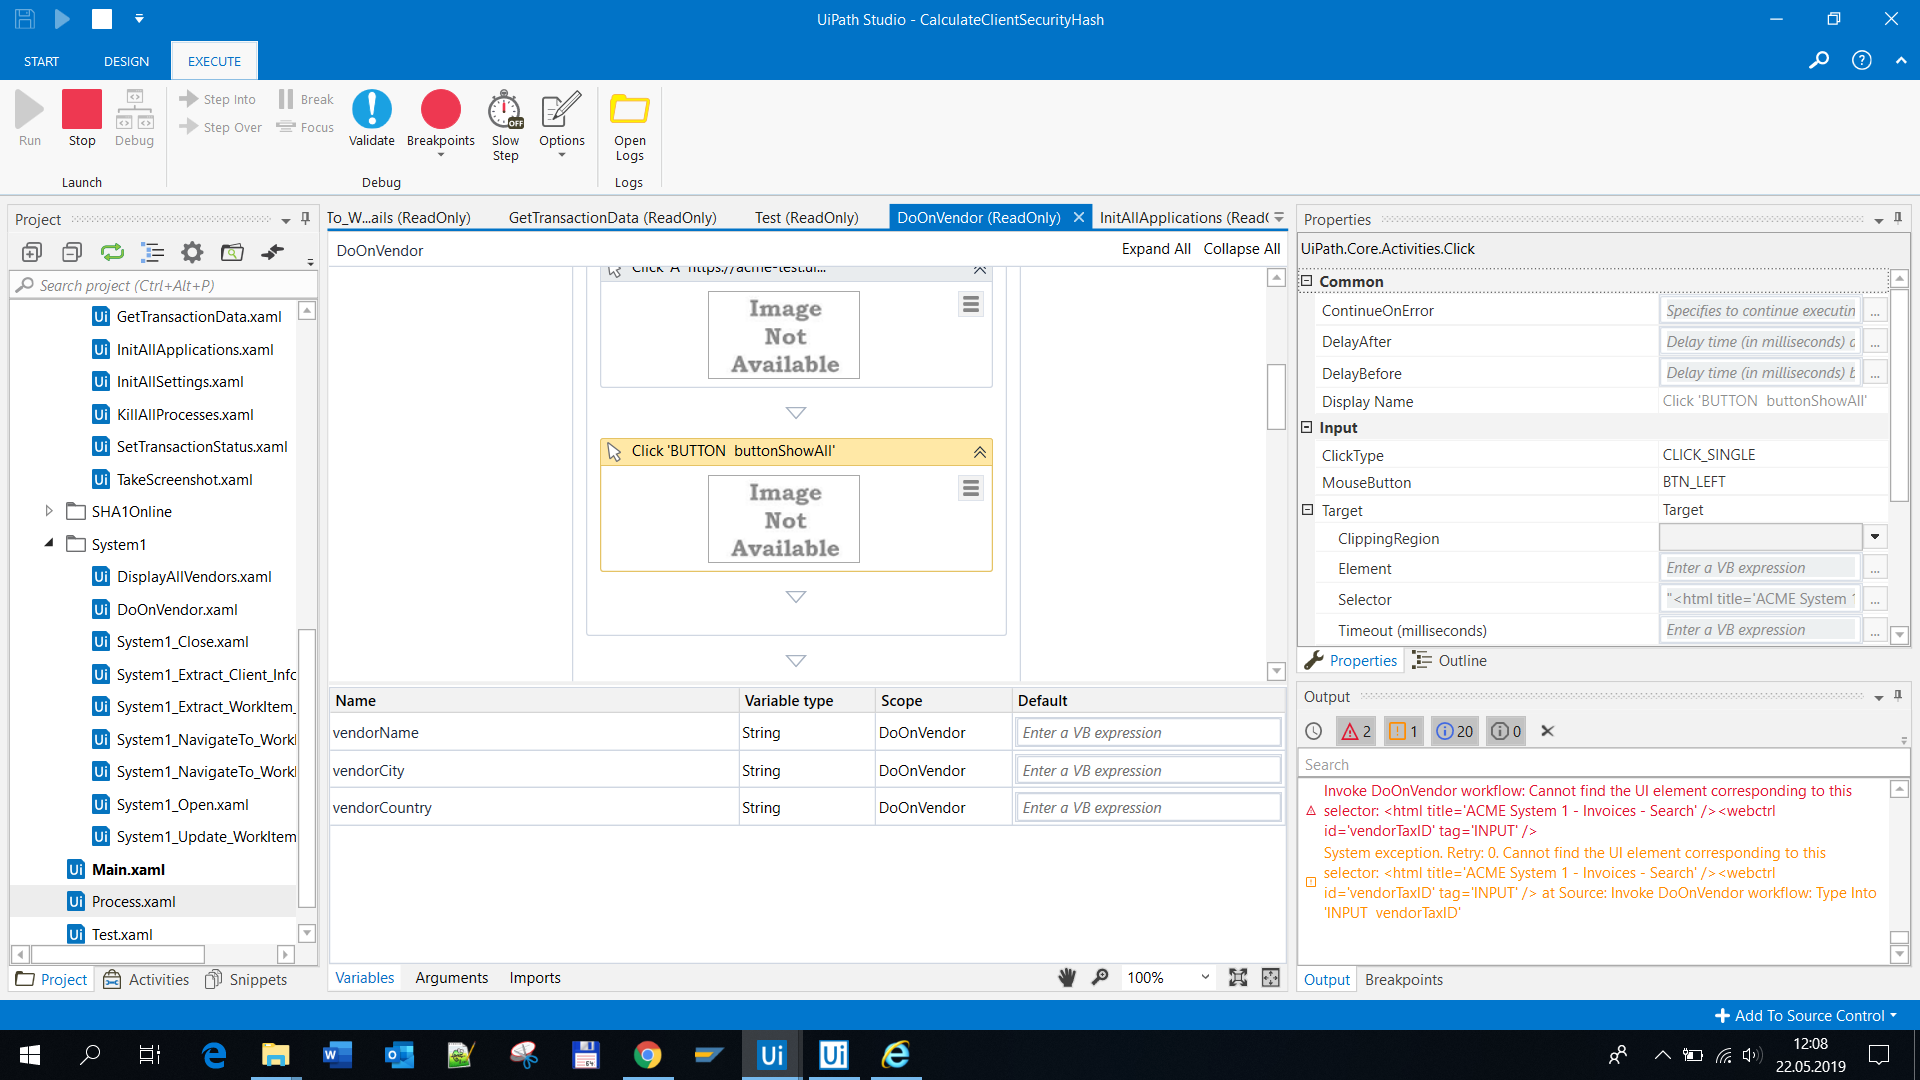 UiPath Studio - CalculateClientSecurityHash
START
DESIGN
EXECUTE
Run
Stop
Debug
Step Into
Step Over
Break
Focus
Validate
Breakpoints
Slow
Step
OFF
Options
Open
Logs
Launch
Debug
Logs
Project
Search project (Ctrl+Alt+P)
GetTransactionData.xaml
InitAllApplications.xaml
InitAllSettings.xaml
KillAllProcesses.xaml
SetTransactionStatus.xaml
TakeScreenshot.xaml
SHA1Online
System1
DisplayAllVendors.xaml
DoOnVendor.xaml
System1_Close.xaml
System1_Extract_Client_Info
System1_Extract_WorkItem_
System1_NavigateTo_WorkI
System1_NavigateTo_WorkI
System1_Open.xaml
System1_Update_WorkItem
Main.xaml
Process.xaml
Test.xaml
Project
Activities
Snippets
To_W...ails (ReadOnly)
GetTransactionData (ReadOnly)
Test (ReadOnly)
DoOnVendor (ReadOnly)
InitAllApplications (ReadO
DoOnVendor
Expand All
Collapse All
Click 'A https://acme-test.ui...
Image
Not
Available
Click 'BUTTON buttonShowAll'
Image
Not
Available
Name
Variable type
Scope
Default
vendorName
String
DoOnVendor
Enter a VB expression
vendorCity
String
DoOnVendor
Enter a VB expression
vendorCountry
String
DoOnVendor
Enter a VB expression
Variables
Arguments
Imports
100%
Properties
UiPath.Core.Activities.Click
Common
ContinueOnError
Specifies to continue executin
...
DelayAfter
Delay time (in milliseconds) a
...
DelayBefore
Delay time (in milliseconds) b
...
Display Name
Click 'BUTTON buttonShowAll'
Input
ClickType
CLICK_SINGLE
MouseButton
BTN_LEFT
Target
Target
ClippingRegion
Element
Enter a VB expression
...
Selector
"<html title='ACME System 1
...
Timeout (milliseconds)
Enter a VB expression
...
Properties
Outline
Output
2
1
20
0
Search
Invoke DoOnVendor workflow: Cannot find the UI element corresponding to this
selector: <html title='ACME System 1 - Invoices - Search' /><webctrl
id='vendorTaxID' tag='INPUT' />
System exception. Retry: 0. Cannot find the UI element corresponding to this
selector: <html title='ACME System 1 - Invoices - Search' /><webctrl
id='vendorTaxID' tag='INPUT' /> at Source: Invoke DoOnVendor workflow: Type Into
'INPUT vendorTaxID'
Output
Breakpoints
Add To Source Control
12:08
22.05.2019